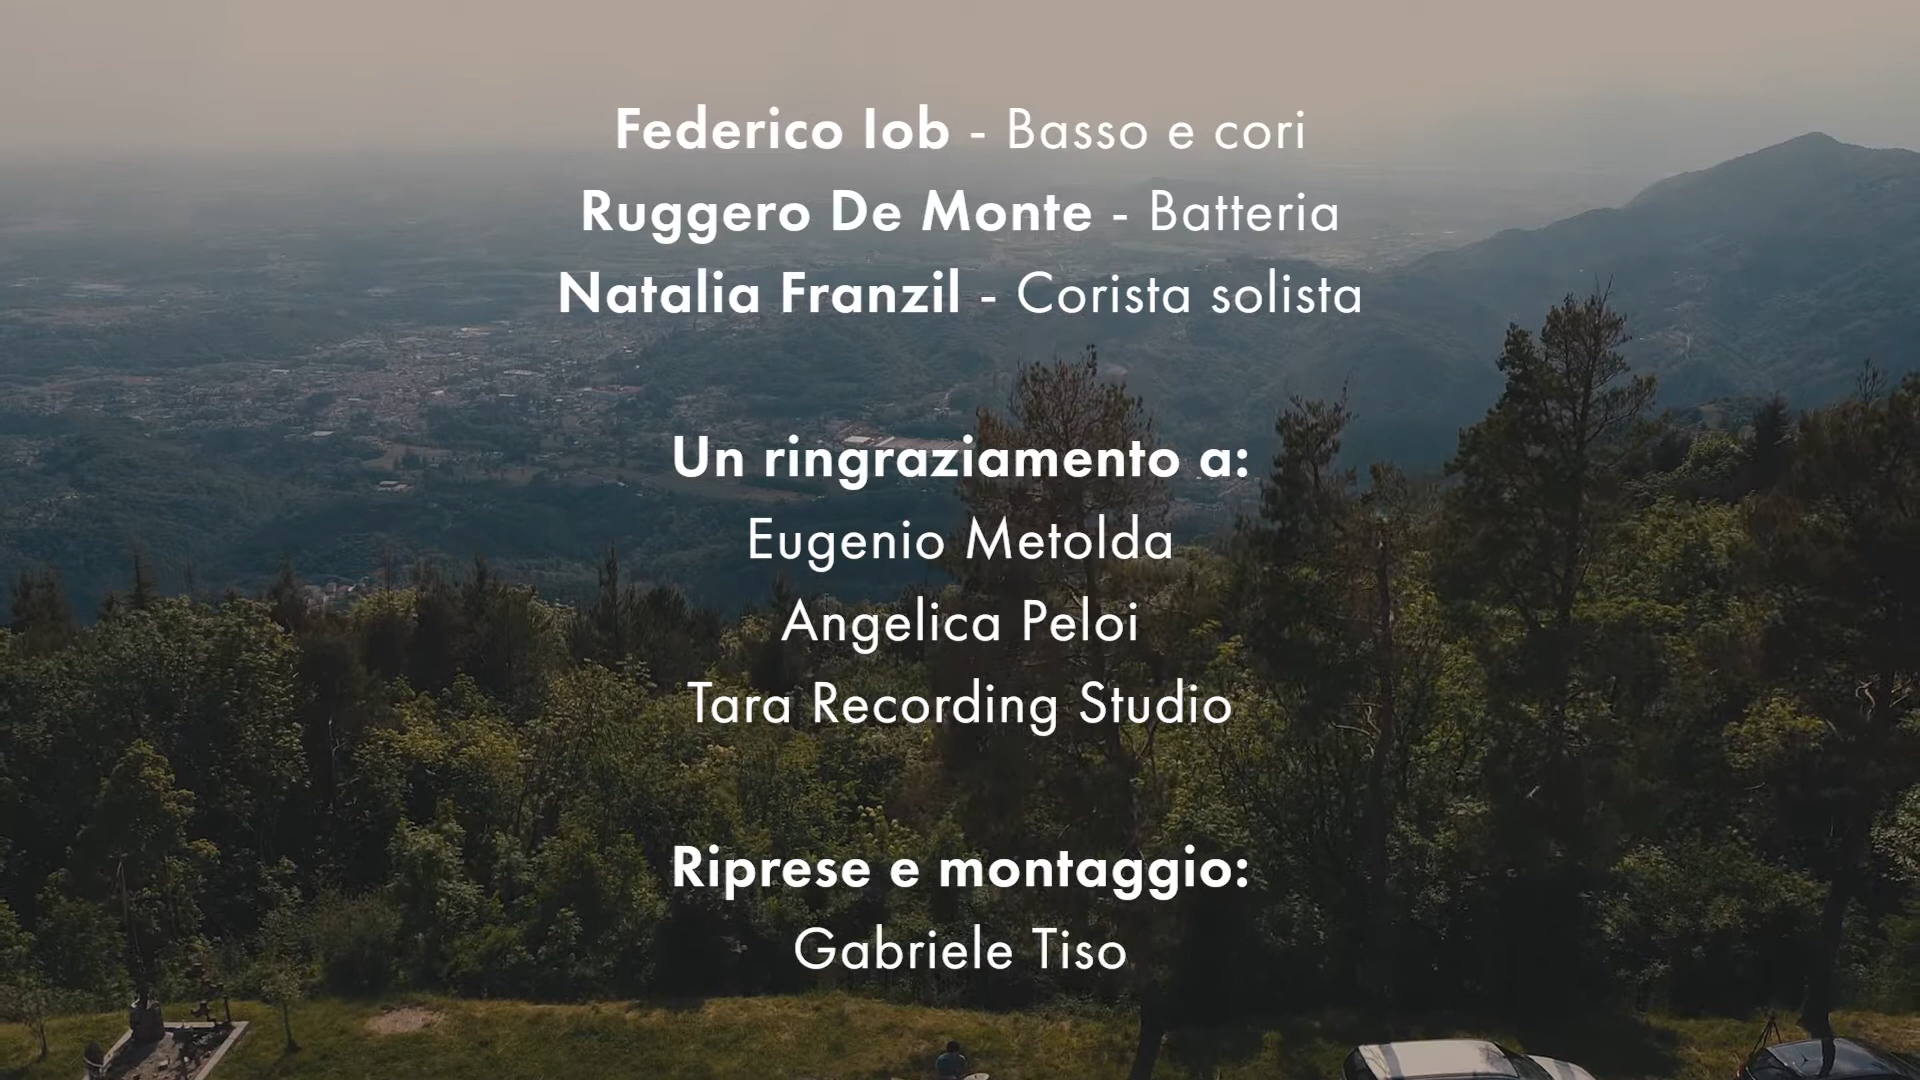 Federico Iob - Basso e cori
Ruggero De Monte - Batteria
Natalia Franzil - Corista solista
Un ringraziamento a:
Eugenio Metolda
Angelica Peloi
Tara Recording Studio
Riprese e montaggio:
Gabriele Tiso